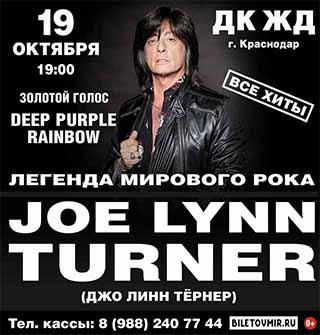 19
ОКТЯБРЯ
19:00
ДК ЖД
г. Краснодар
ВСЕ ХИТЫ
ЗОЛОТОЙ ГОЛОС
DEEP PURPLE
RAINBOW
ЛЕГЕНДА МИРОВОГО РОКА
JOE LYNN
TURNER
(ДЖО ЛИНН ТЁРНЕР)
Тел. кассы: 8 (988) 240 77 44 BILETOVMIR.RU 6+